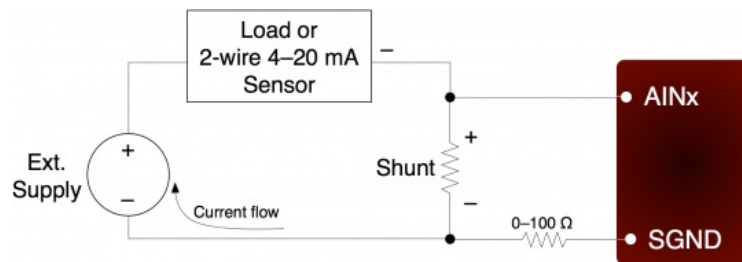 Load or
2-wire 4–20 mA
Sensor
–
AINx
+
+
Ext.
Supply
Shunt
–
–
Current flow
0–100 Ω
SGND